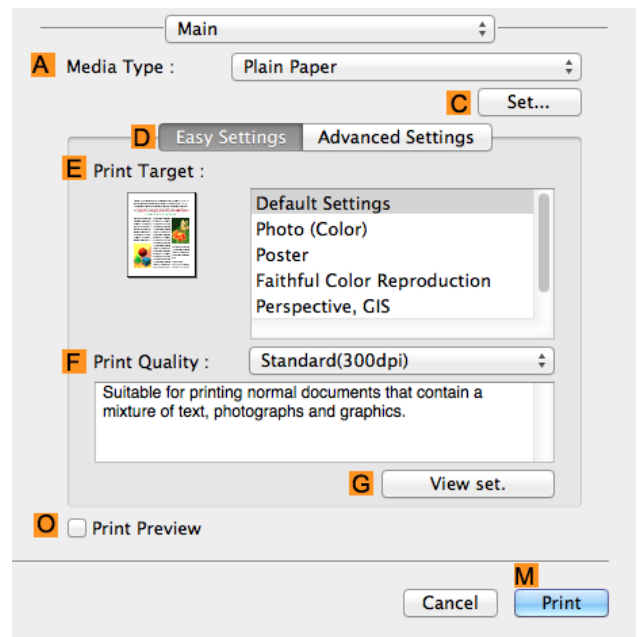 Main
A Media Type : Plain Paper
C Set...
D Easy Settings Advanced Settings
E Print Target :
Default Settings
Photo (Color)
Poster
Faithful Color Reproduction
Perspective, GIS
F Print Quality : Standard(300dpi)
Suitable for printing normal documents that contain a
mixture of text, photographs and graphics.
G View set.
O Print Preview
M
Cancel Print